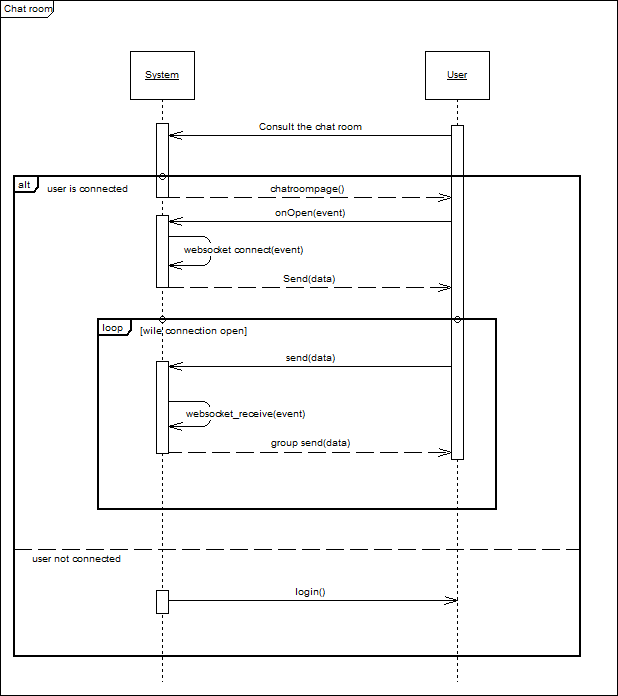 Chat room
System
User
Consult the chat room
alt
user is connected
chatroompage()
onOpen(event)
websocket connect(event)
Send(data)
loop
[wile connection open]
send(data)
websocket_receive(event)
group send(data)
user not connected
login()